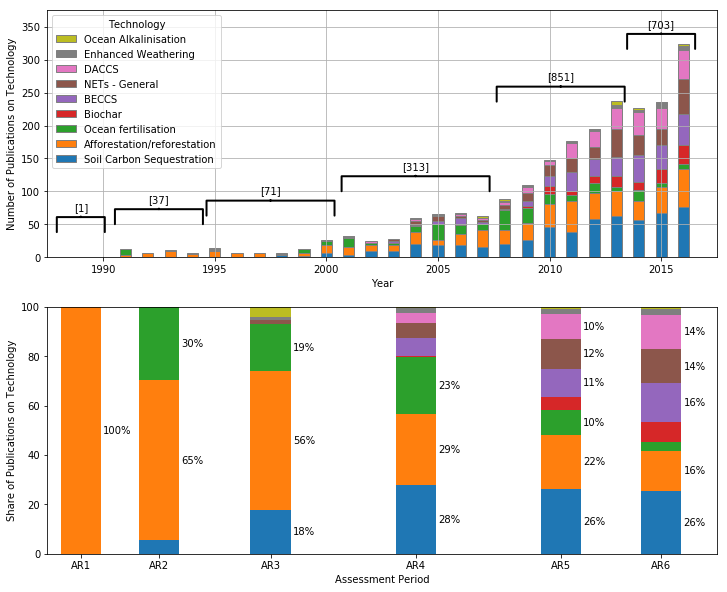 Technology
Ocean Alkalinisation
Enhanced Weathering
DACCS
NETs - General
BECCS
Biochar
Ocean fertilisation
Afforestation/reforestation
Soil Carbon Sequestration
Number of Publications on Technology
350
300
250
200
150
100
50
0
[1]
[37]
[71]
[313]
[851]
[703]
1990
1995
2000
2005
2010
2015
Year
Share of Publications on Technology
100
80
60
40
20
0
100%
30%
65%
19%
56%
18%
23%
29%
28%
10%
12%
11%
10%
22%
26%
14%
14%
16%
16%
26%
AR1
AR2
AR3
AR4
AR5
AR6
Assessment Period